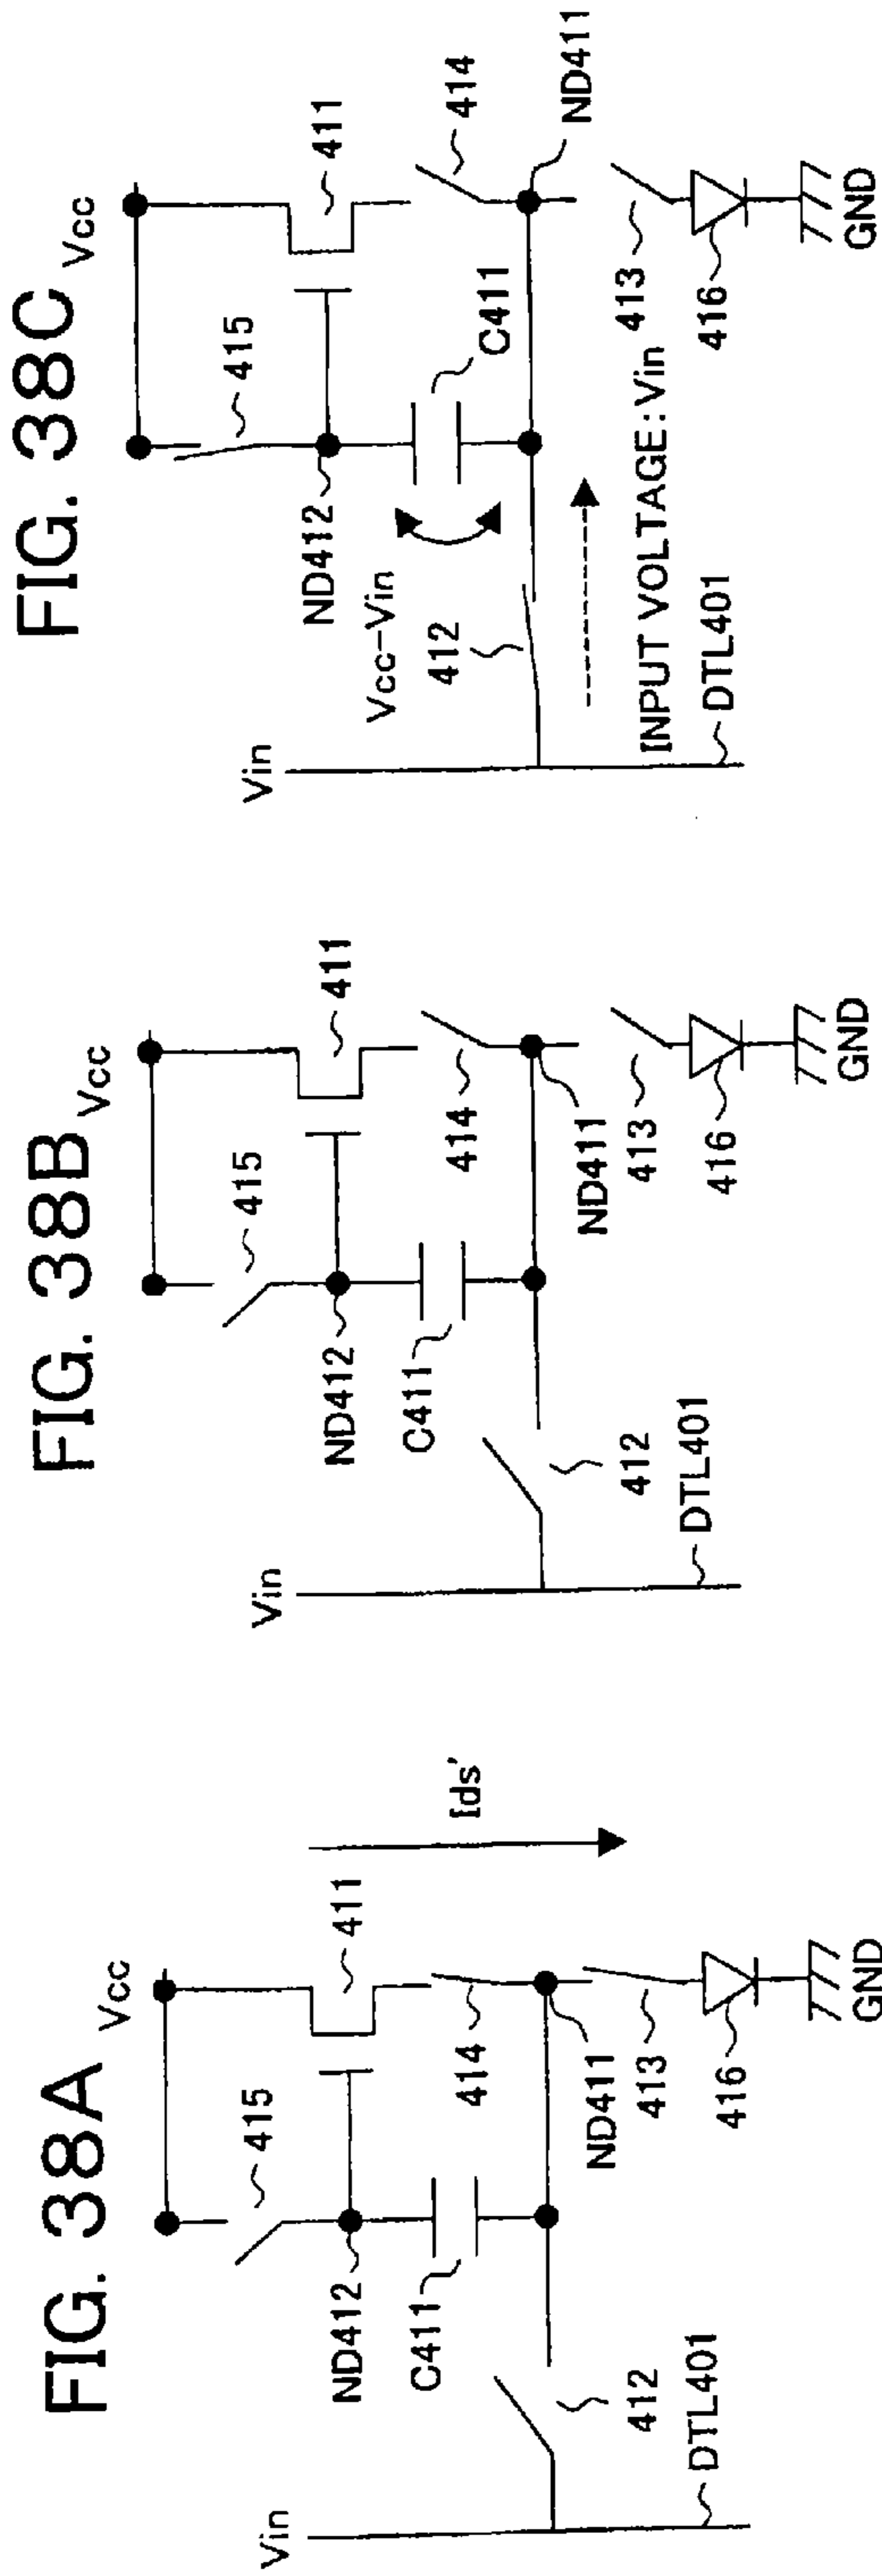 FIG. 38A
Vcc
415
411
Ids'
ND412
414
C411
ND411
Vin
412
413
416
DTL401
GND
FIG. 38B
Vcc
415
411
ND412
414
C411
ND411
Vin
412
413
416
DTL401
GND
FIG. 38C
Vcc
415
411
414
ND412
C411
ND411
Vcc-Vin
Vin
412
413
INPUT VOLTAGE: Vin
416
DTL401
GND